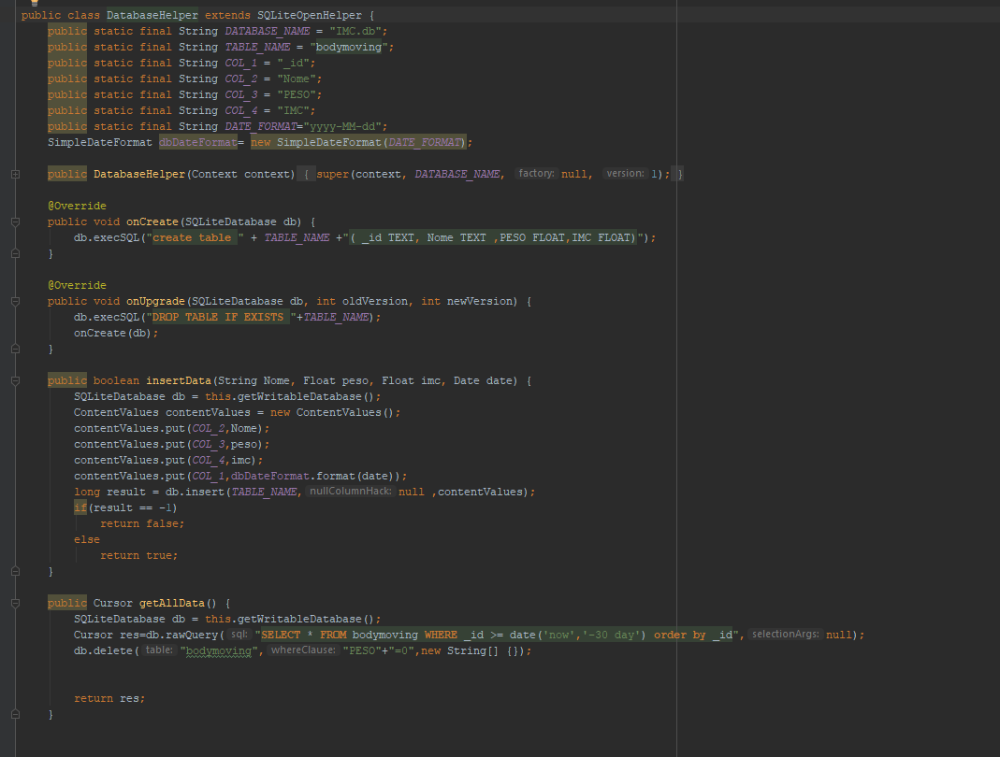 public class DatabaseHelper extends SQLiteOpenHelper {
public static final String DATABASE_NAME = "IMC.db";
public static final String TABLE_NAME = "bodymoving";
public static final String COL_1 = "_id";
public static final String COL_2 = "Nome";
public static final String COL_3 = "PESO";
public static final String COL_4 = "IMC";
public static final String DATE_FORMAT="yyyy-MM-dd";
SimpleDateFormat dbDateFormat= new SimpleDateFormat(DATE_FORMAT);
public DatabaseHelper(Context context) { super(context, DATABASE_NAME, factory: null, version: 1); }
@Override
public void onCreate(SQLiteDatabase db) {
db.execSQL("create table " + TABLE_NAME +"( _id TEXT, Nome TEXT ,PESO FLOAT,IMC FLOAT)");
}
@Override
public void onUpgrade(SQLiteDatabase db, int oldVersion, int newVersion) {
db.execSQL("DROP TABLE IF EXISTS "+TABLE_NAME);
onCreate(db);
}
public boolean insertData(String Nome, Float peso, Float imc, Date date) {
SQLiteDatabase db = this.getWritableDatabase();
ContentValues contentValues = new ContentValues();
contentValues.put(COL_2,Nome);
contentValues.put(COL_3,peso);
contentValues.put(COL_4,imc);
contentValues.put(COL_1,dbDateFormat.format(date));
long result = db.insert(TABLE_NAME, nullColumnHack: null ,contentValues);
if(result == -1)
return false;
else
return true;
}
public Cursor getAllData() {
SQLiteDatabase db = this.getWritableDatabase();
Cursor res=db.rawQuery( sql: "SELECT * FROM bodymoving WHERE _id >= date('now','-30 day') order by _id", selectionArgs: null);
db.delete( table: "bodymoving", whereClause: "PESO"+"=0",new String[] {});
return res;
}